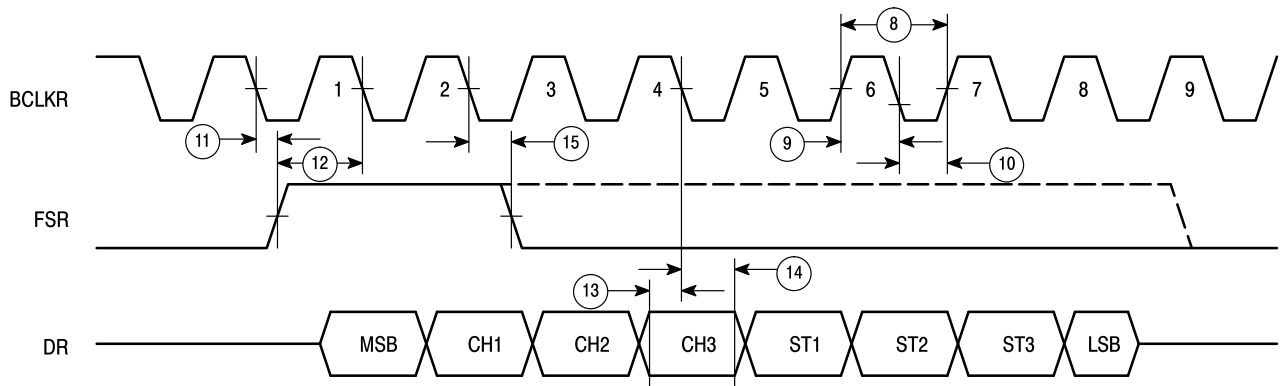 8
BCLKR 1 2 3 4 5 6 7 8 9
11 15 9 10
12
FSR
13 14
DR MSB CH1 CH2 CH3 ST1 ST2 ST3 LSB